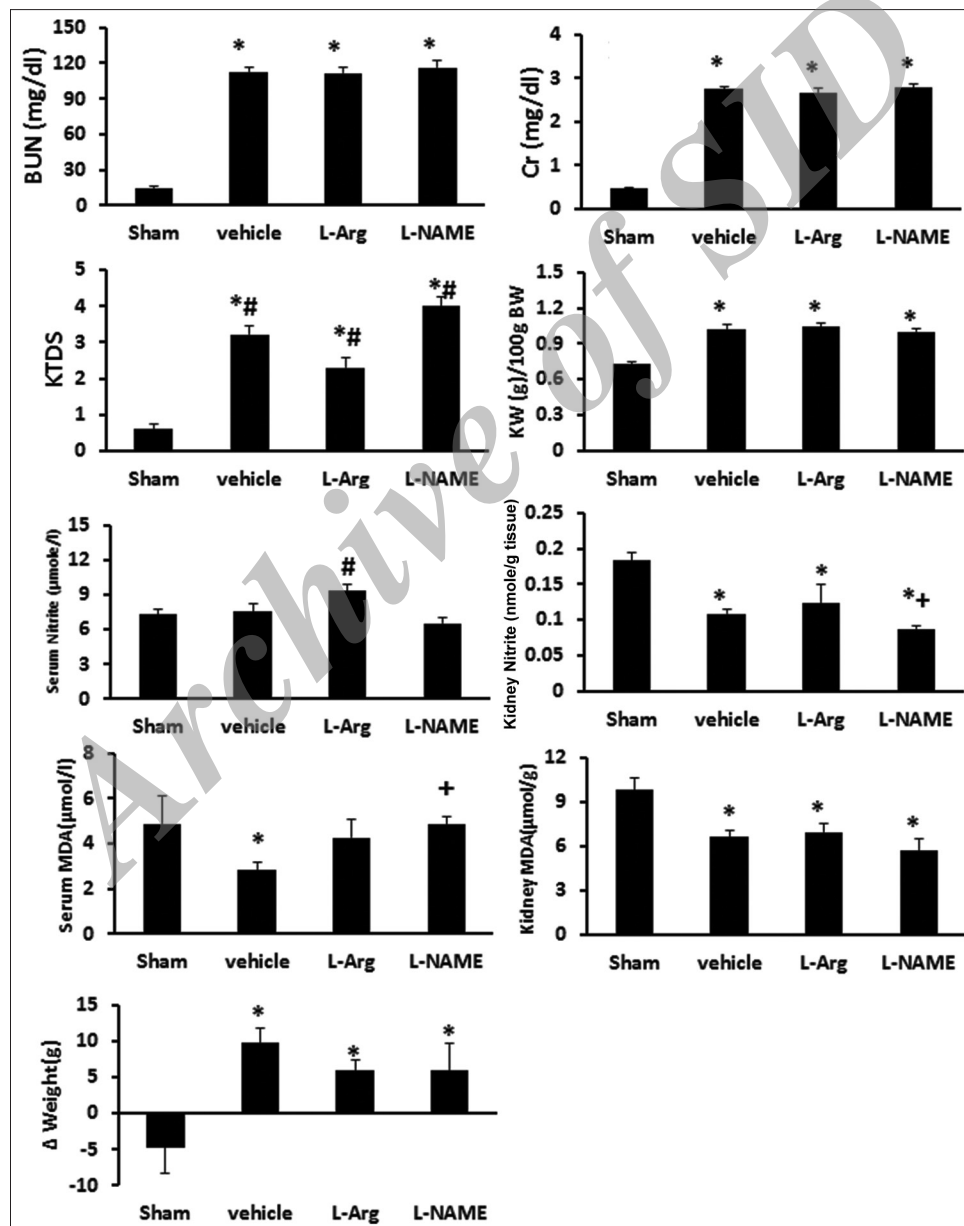 BUN (mg/dl)
150
120
90
60
30
0
* * *
Sham vehicle L-Arg L-NAME
Cr (mg/dl)
4
3
2
1
0
* * *
Sham vehicle L-Arg L-NAME
KTDS
5
4
3
2
1
0
*# *# *#
Sham vehicle L-Arg L-NAME
KW (g)/100g BW
1.5
1.2
0.9
0.6
0.3
0
* * *
Sham vehicle L-Arg L-NAME
Serum Nitrite (μmole/l)
15
12
9
6
3
0
#
Sham vehicle L-Arg L-NAME
Kidney Nitrite (nmole/g tissue)
0.25
0.2
0.15
0.1
0.05
0
* * *+
Sham vehicle L-Arg L-NAME
Serum MDA(μmol/l)
8
6
4
2
0
* +
Sham vehicle L-Arg L-NAME
Kidney MDA(μmol/g)
12
9
6
3
0
* * *
Sham vehicle L-Arg L-NAME
Δ Weight(g)
15
10
5
0
-5
-10
* * *
Sham vehicle L-Arg L-NAME
Archive of SID